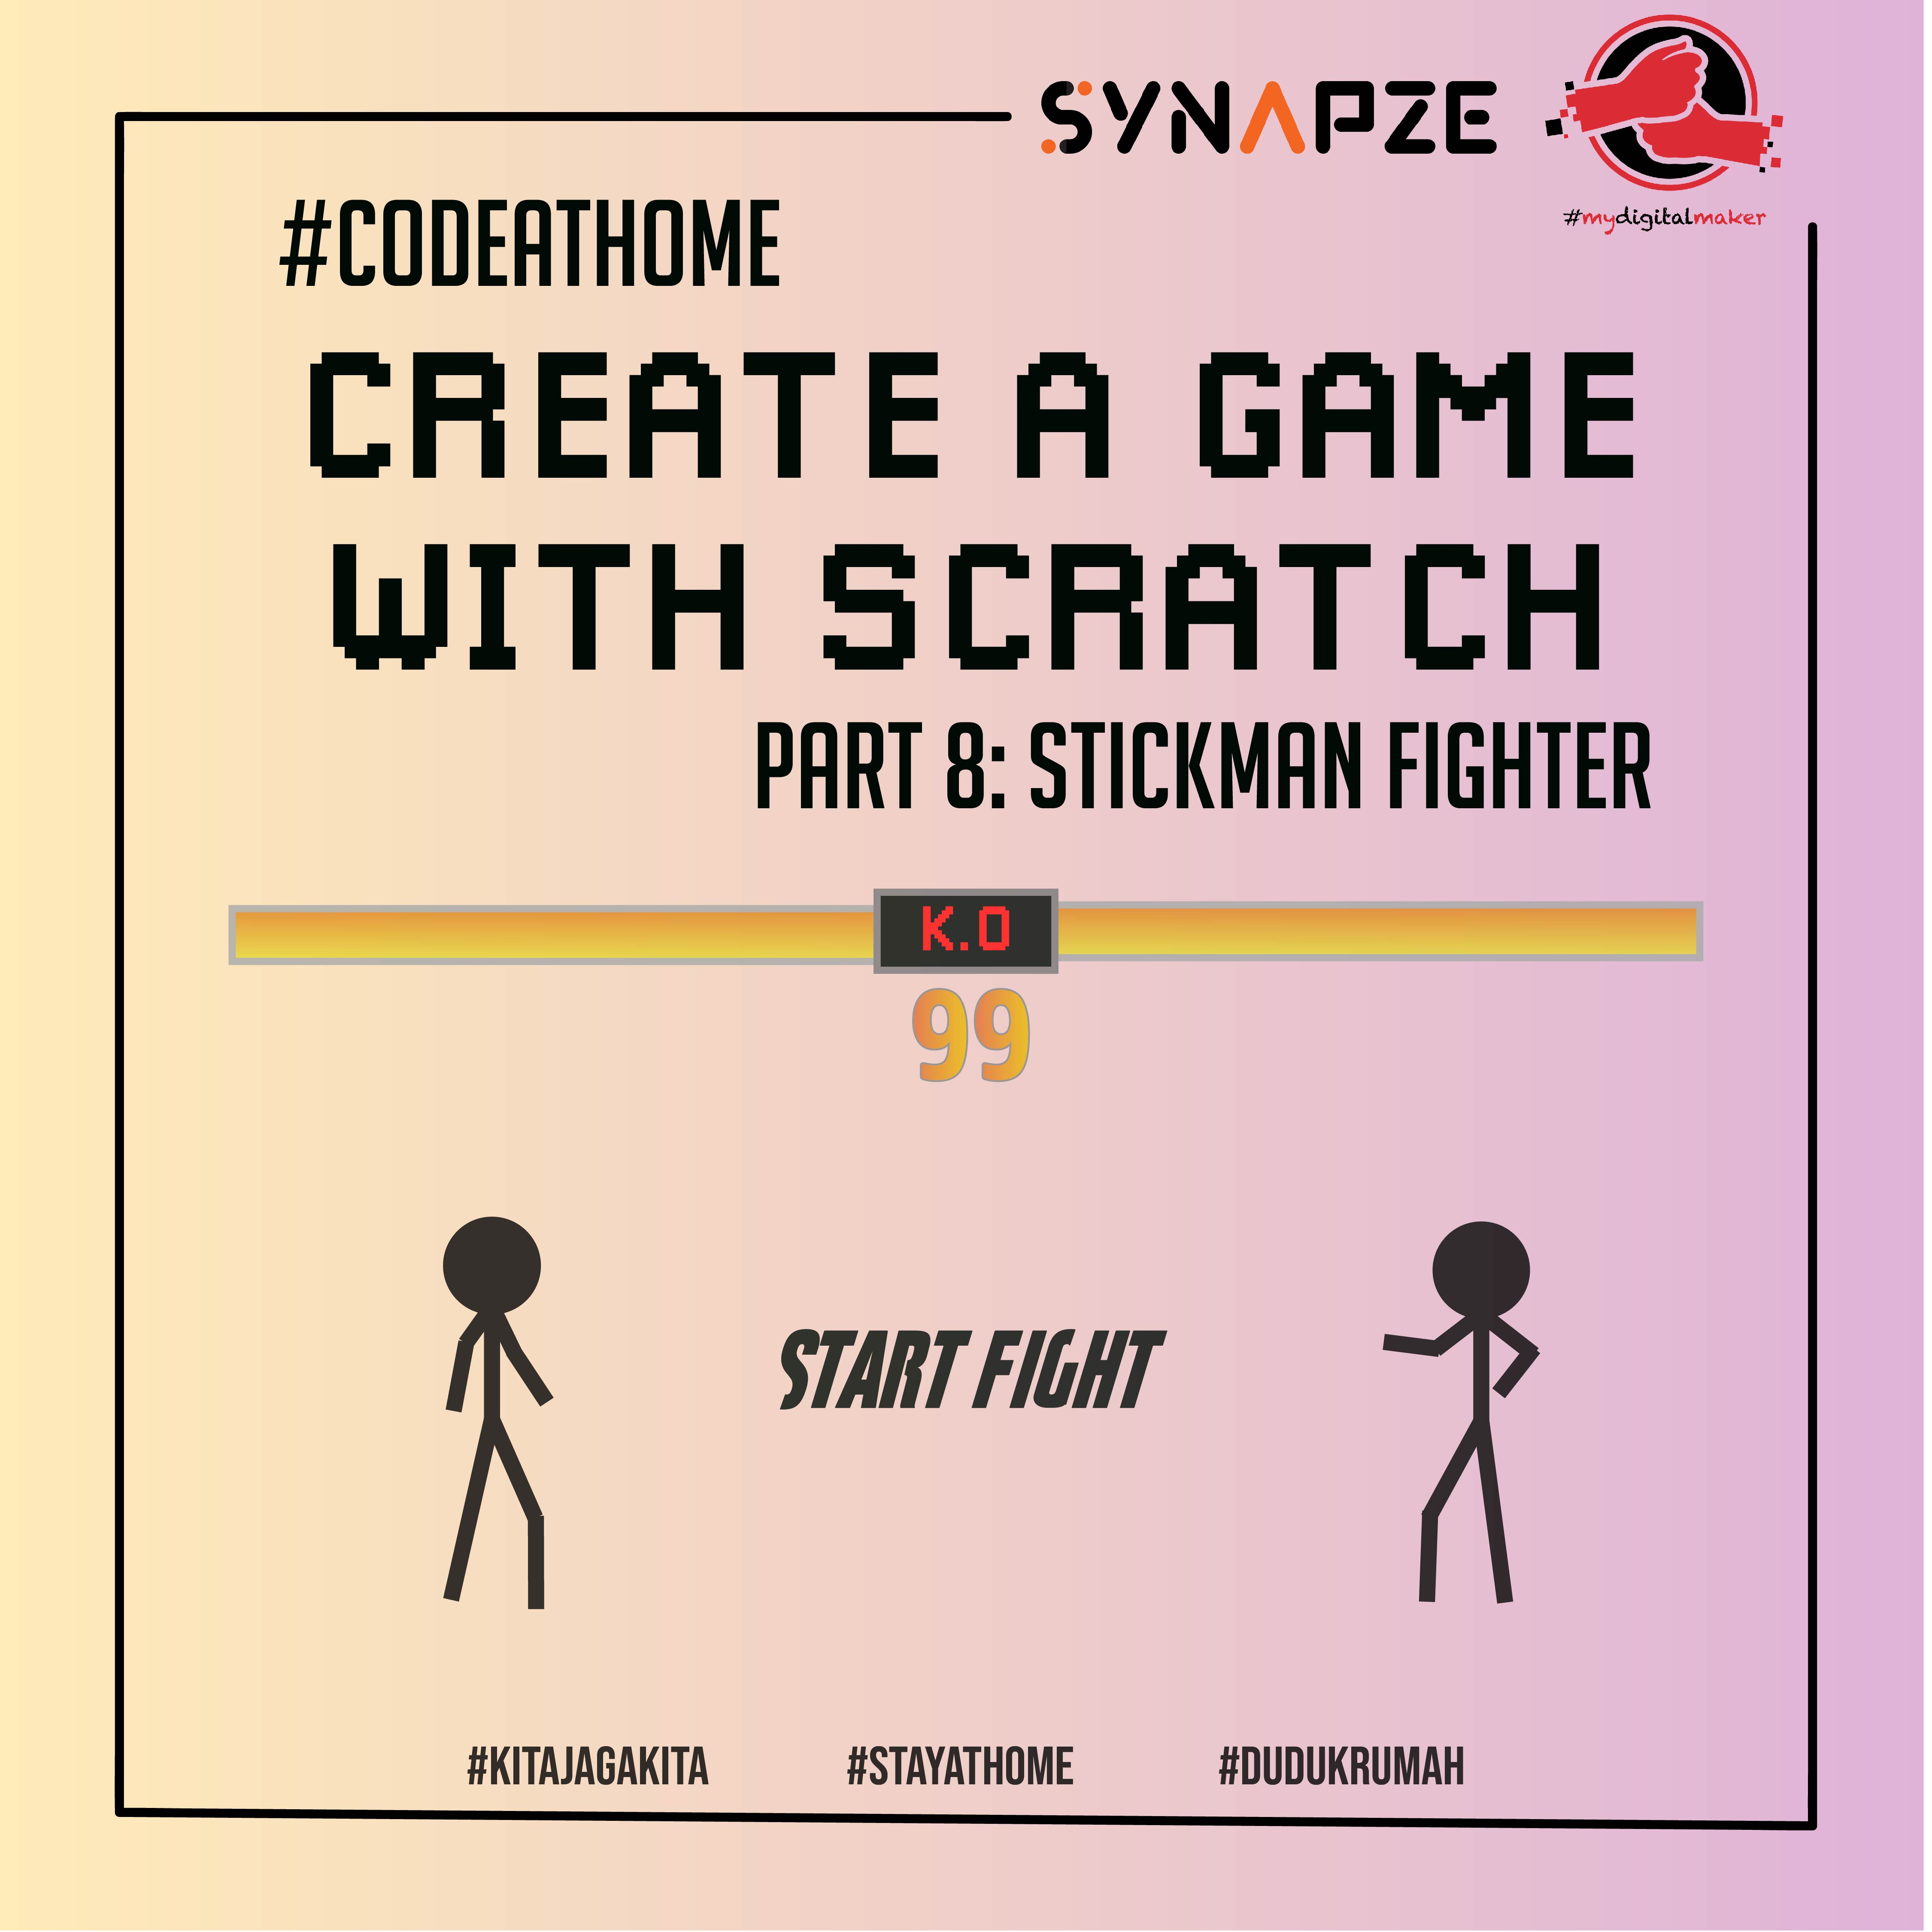 SYNAPZE
#mydigitalmaker
#CODEATHOME
CREATE A GAME
WITH SCRATCH
PART 8: STICKMAN FIGHTER
K.O
99
START FIGHT
#KITAJAGAKITA #STAYATHOME #DUDUKRUMAH